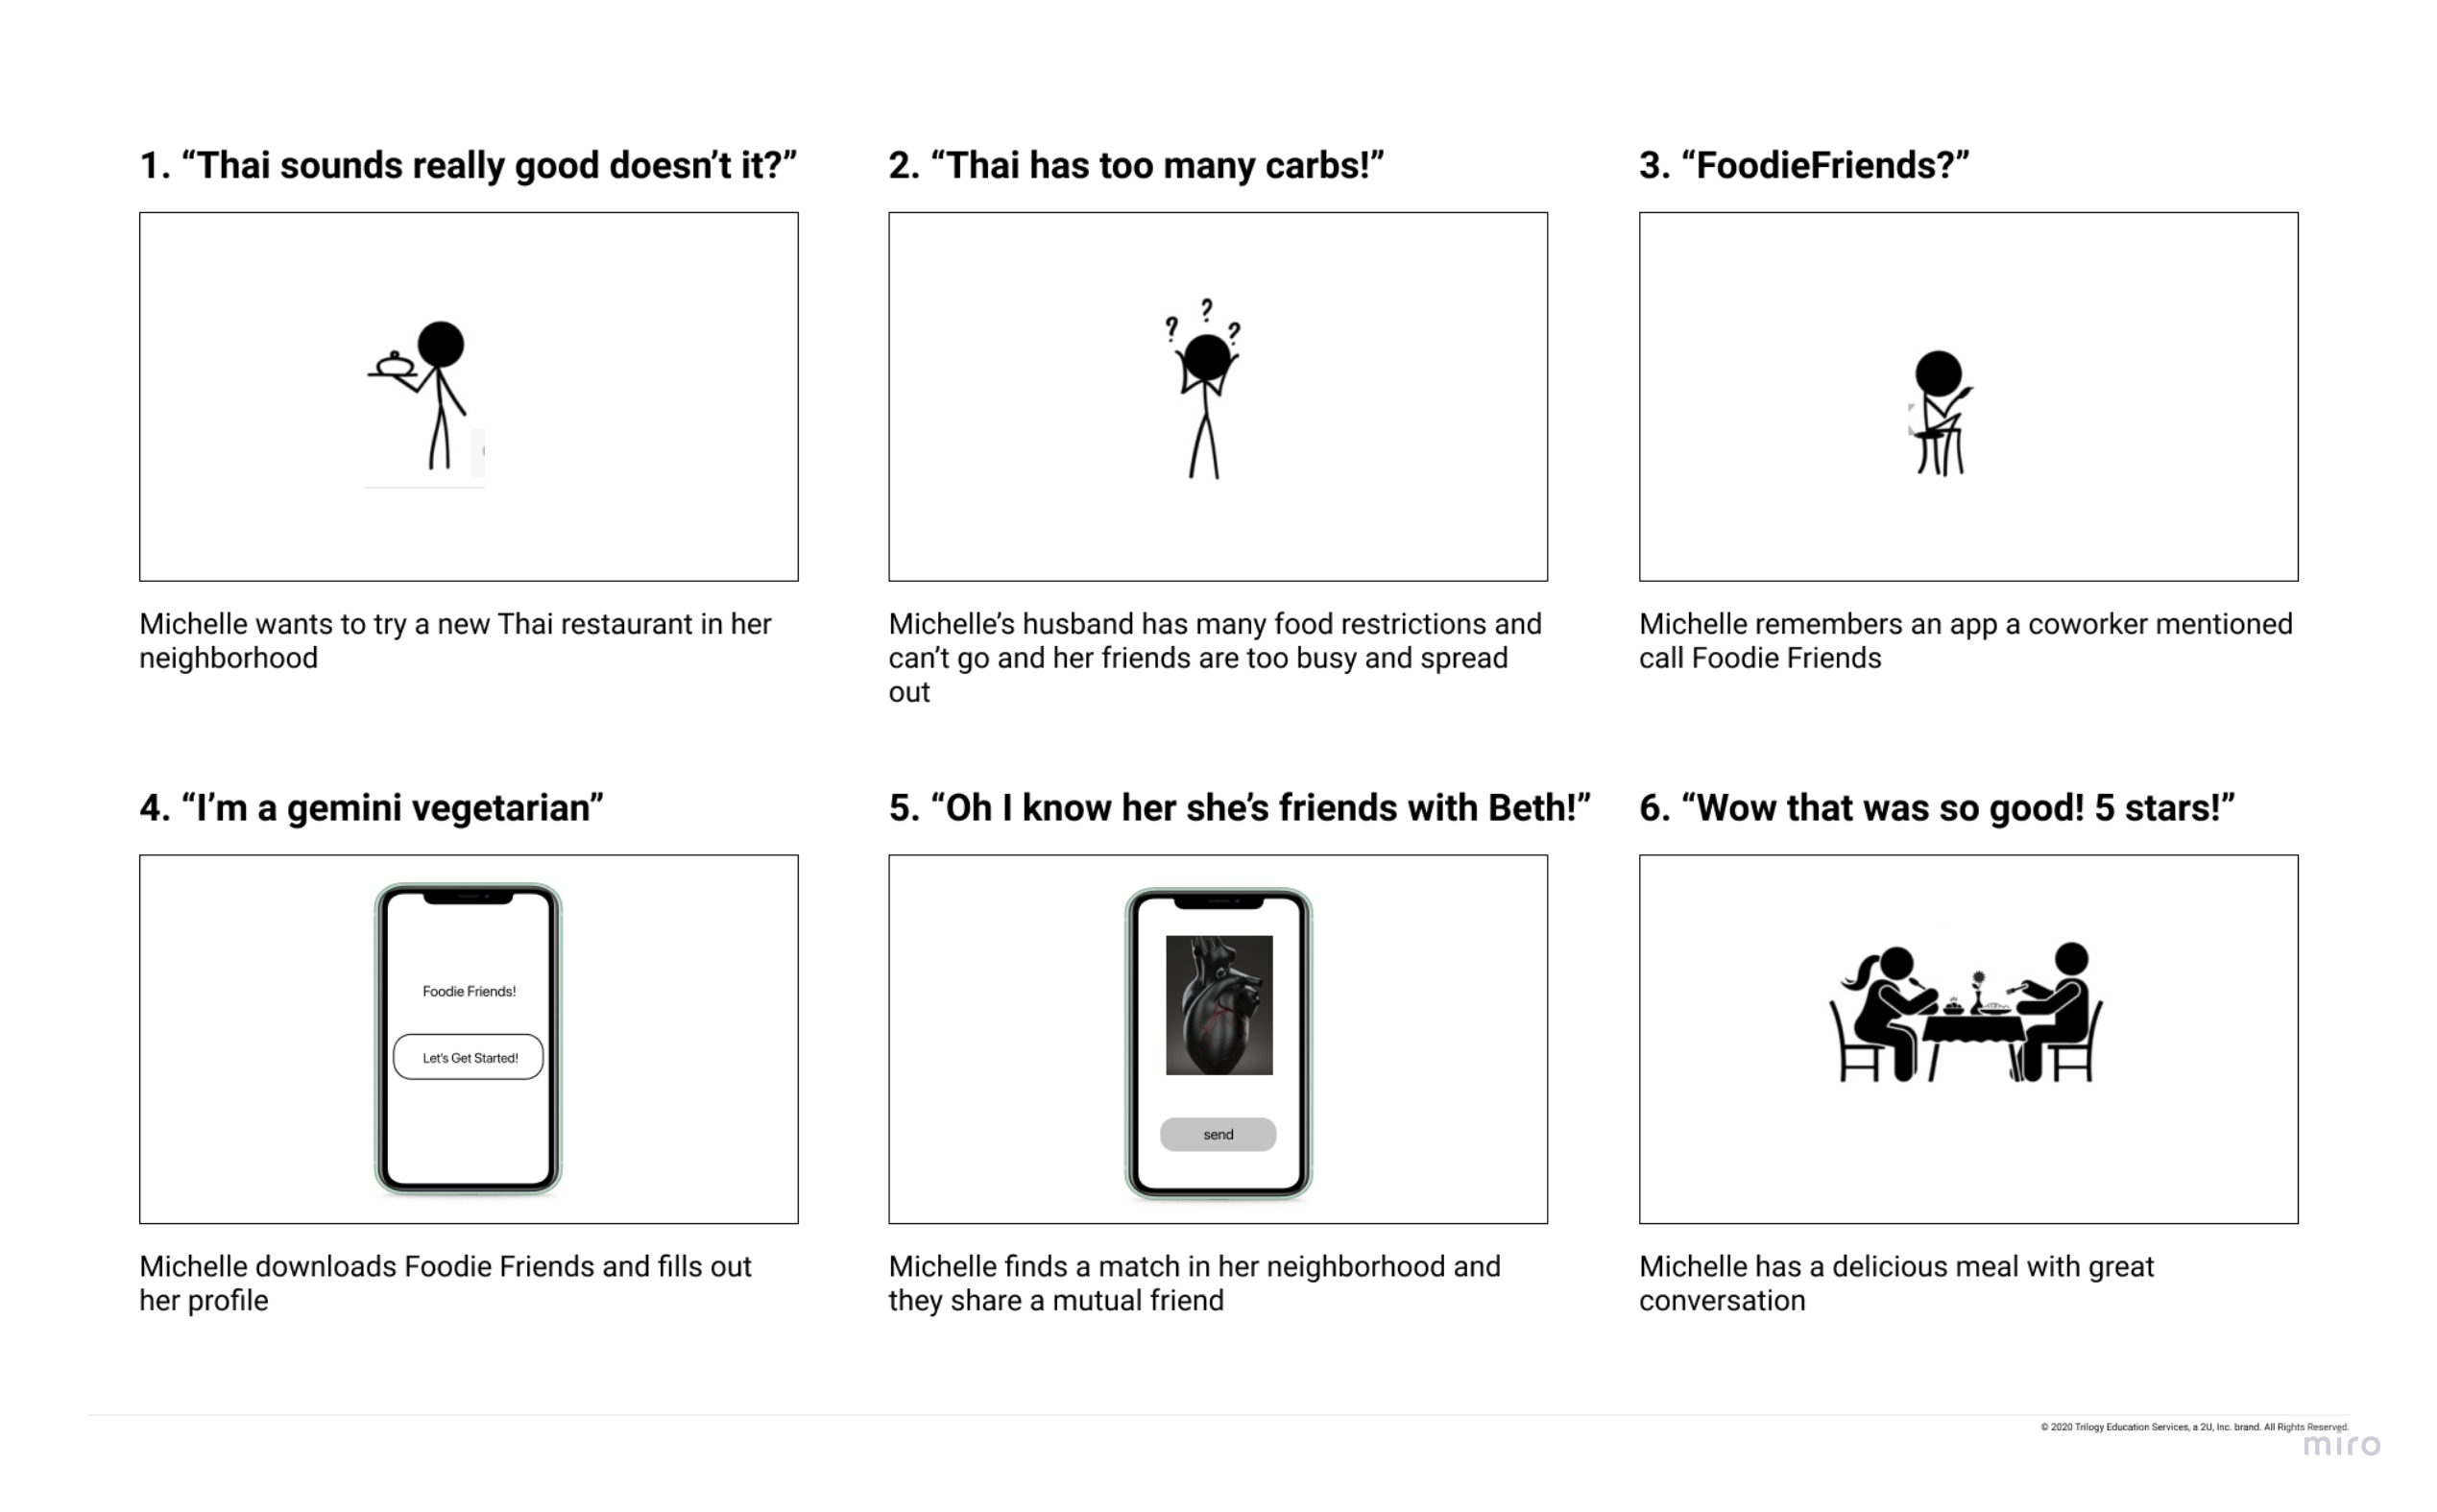 1. “Thai sounds really good doesn’t it?”
2. “Thai has too many carbs!”
3. “FoodieFriends?”
? ? ?
Michelle wants to try a new Thai restaurant in her
neighborhood
Michelle’s husband has many food restrictions and
can’t go and her friends are too busy and spread
out
Michelle remembers an app a coworker mentioned
call Foodie Friends
4. “I’m a gemini vegetarian”
5. “Oh I know her she’s friends with Beth!”
6. “Wow that was so good! 5 stars!”
Foodie Friends!
Let's Get Started!
send
Michelle downloads Foodie Friends and fills out
her profile
Michelle finds a match in her neighborhood and
they share a mutual friend
Michelle has a delicious meal with great
conversation
© 2020 Trilogy Education Services, a 2U, Inc. brand. All Rights Reserved.
miro